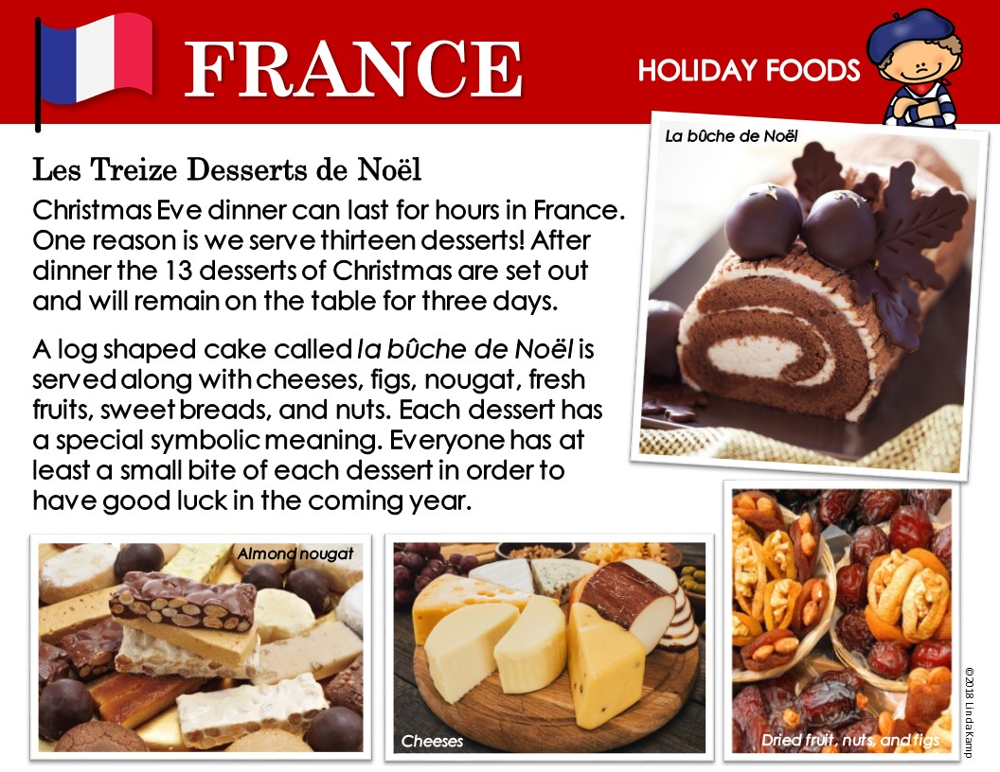 FRANCE
HOLIDAY FOODS
La bûche de Noël
Les Treize Desserts de Noël
Christmas Eve dinner can last for hours in France.
One reason is we serve thirteen desserts! After
dinner the 13 desserts of Christmas are set out
and will remain on the table for three days.
A log shaped cake called la bûche de Noël is
served along with cheeses, figs, nougat, fresh
fruits, sweet breads, and nuts. Each dessert has
a special symbolic meaning. Everyone has at
least a small bite of each dessert in order to
have good luck in the coming year.
Almond nougat
Cheeses
Dried fruit, nuts, and figs
©2018 Linda Kamp